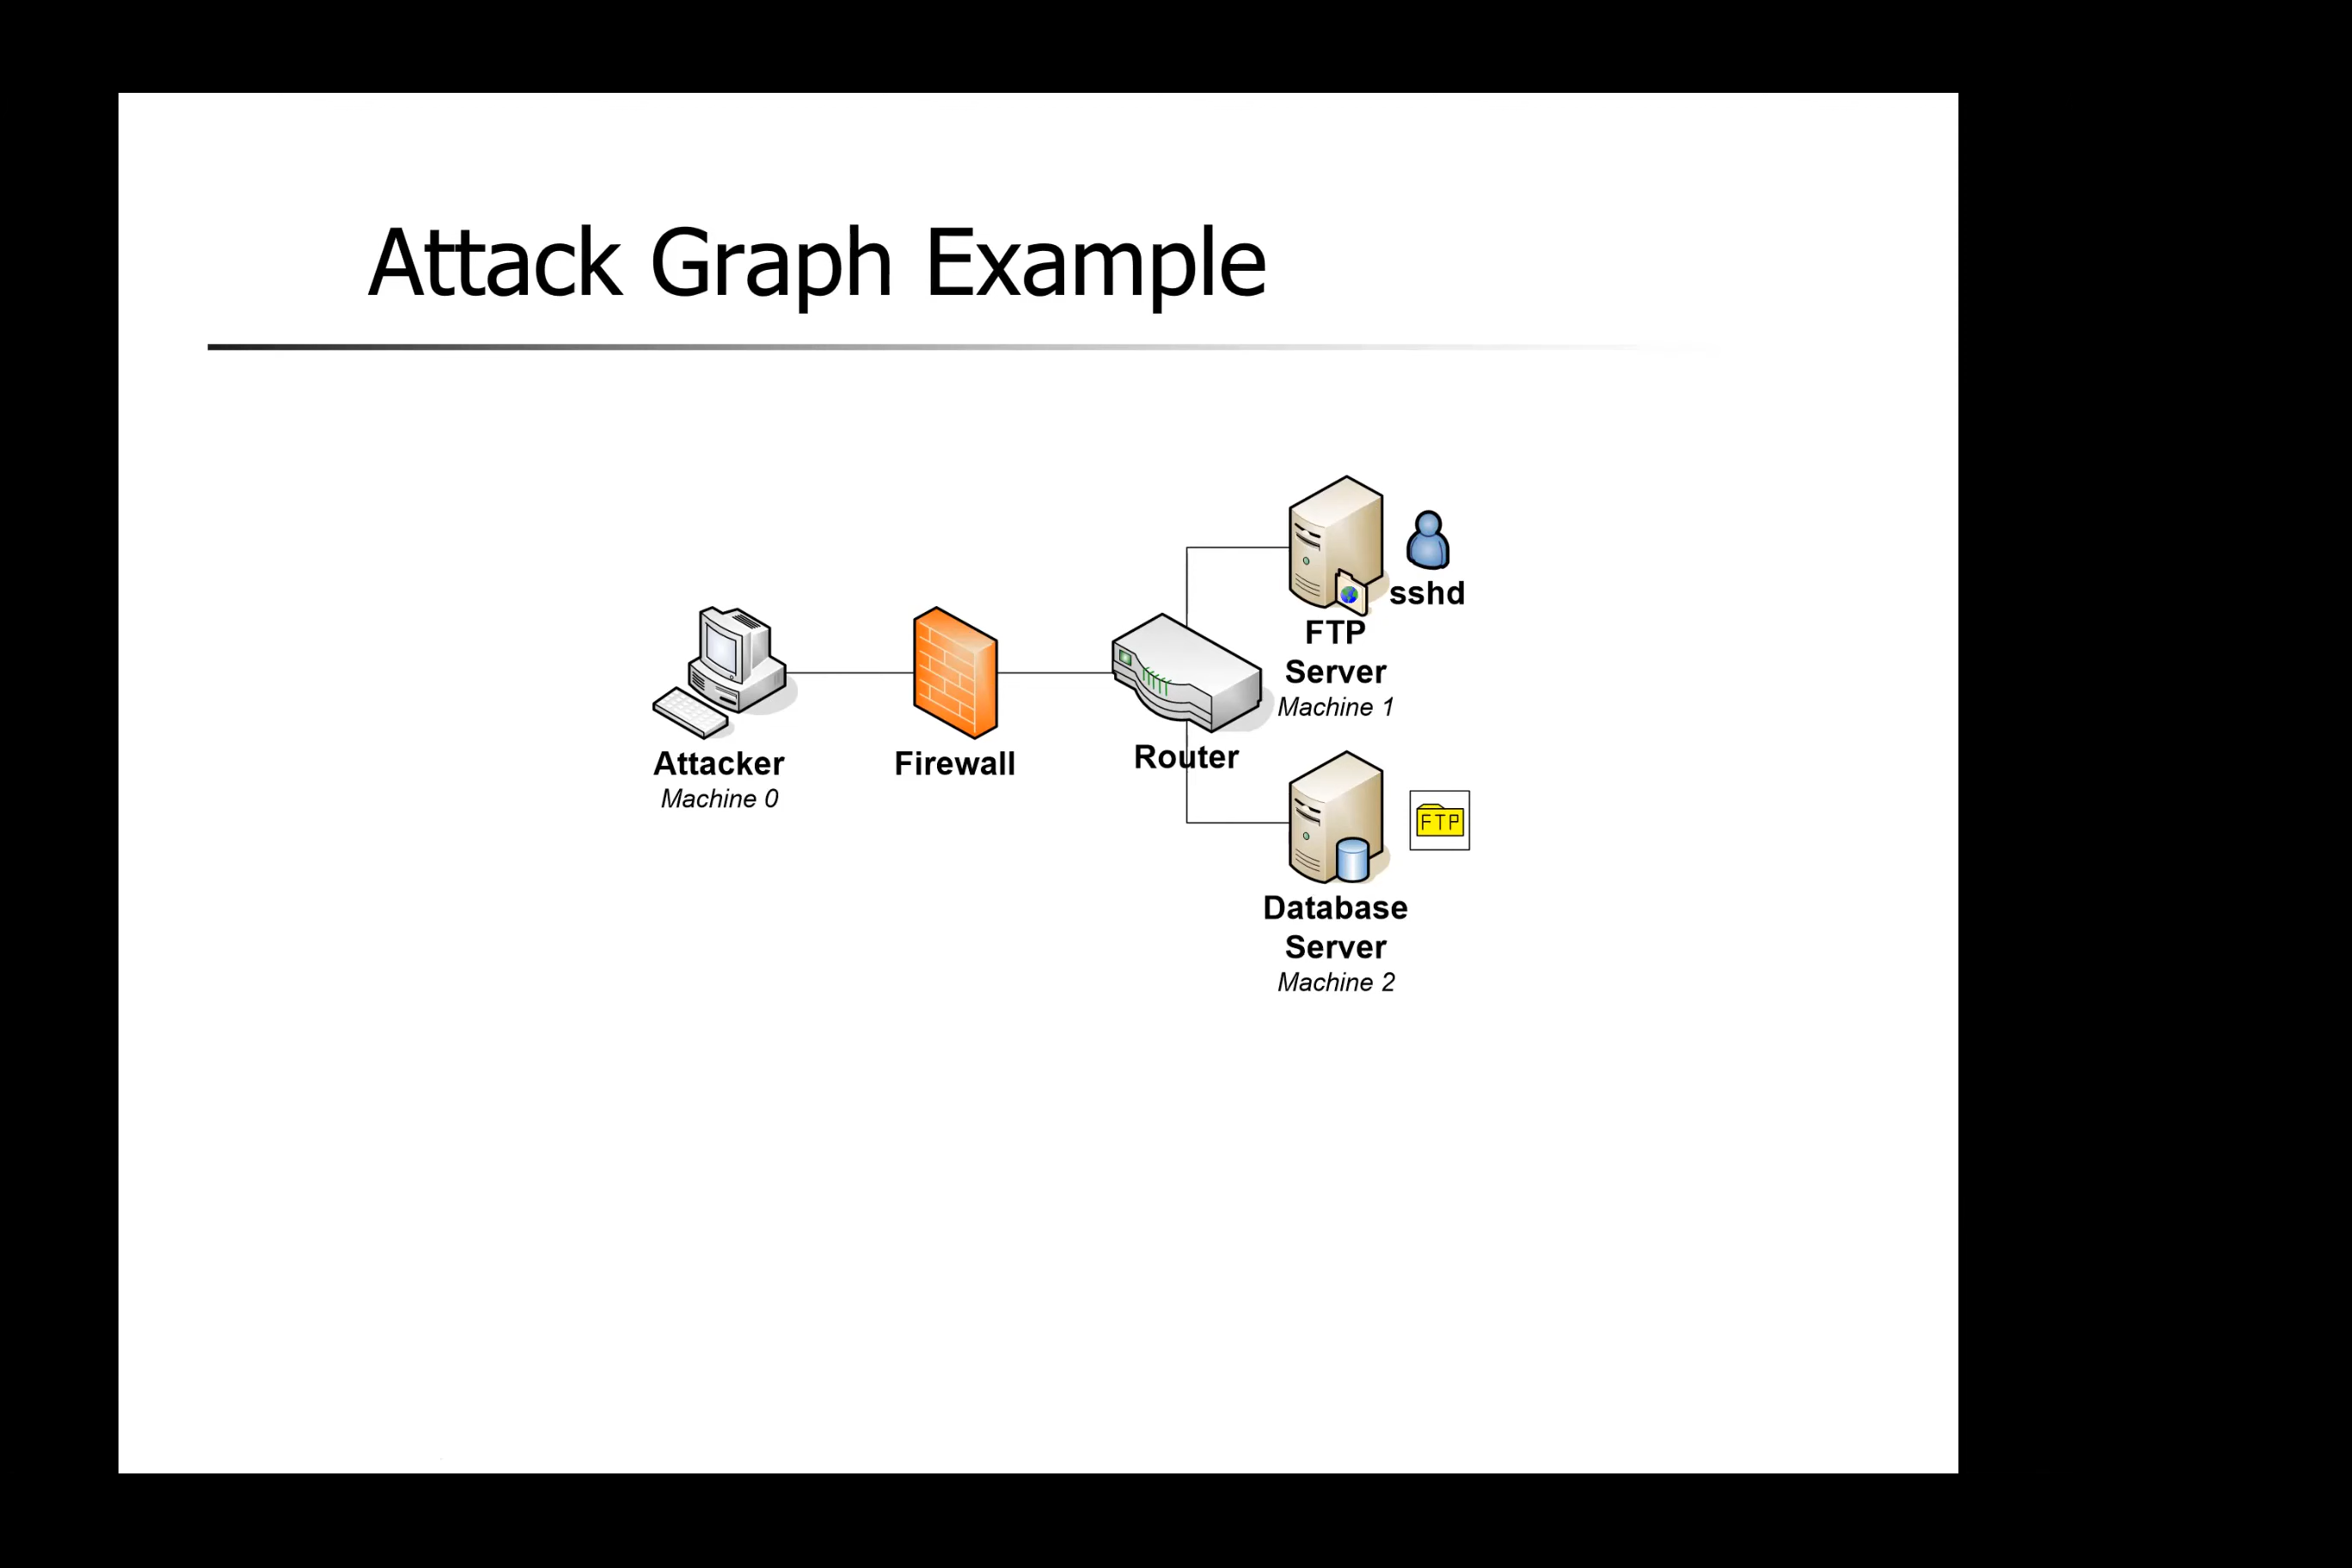 Attack Graph Example
sshd
FTP
Server
Machine 1
Attacker
Machine 0
Firewall
Router
FTP
Database
Server
Machine 2